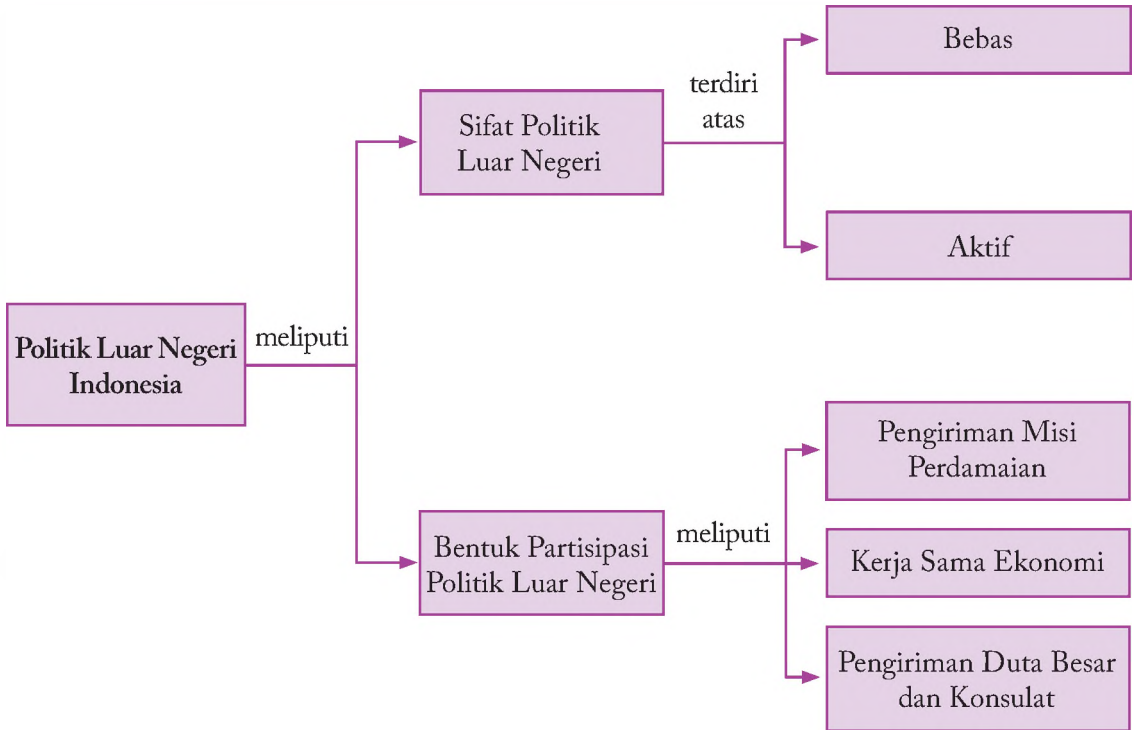 Politik Luar Negeri
Indonesia
meliputi
Sifat Politik
Luar Negeri
terdiri
atas
Bebas
Aktif
Bentuk Partisipasi
Politik Luar Negeri
meliputi
Pengiriman Misi
Perdamaian
Kerja Sama Ekonomi
Pengiriman Duta Besar
dan Konsulat